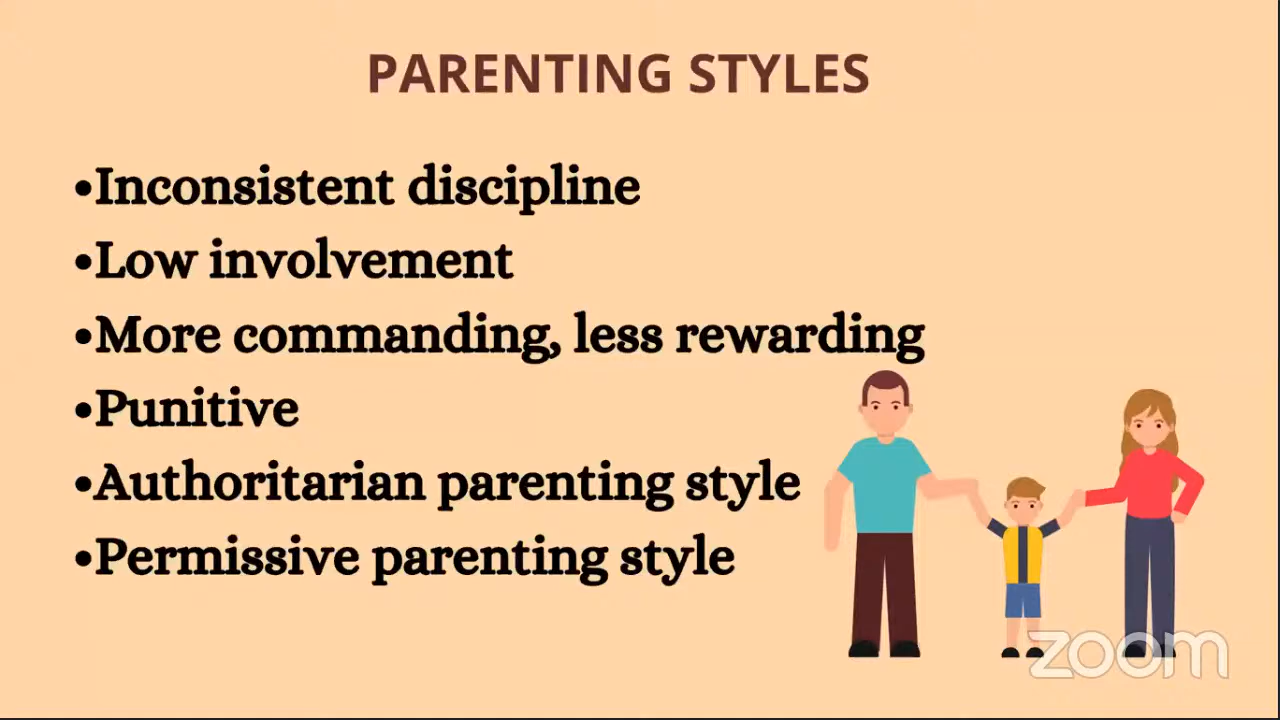 PARENTING STYLES
•Inconsistent discipline
•Low involvement
•More commanding, less rewarding
•Punitive
•Authoritarian parenting style
•Permissive parenting style
zoom